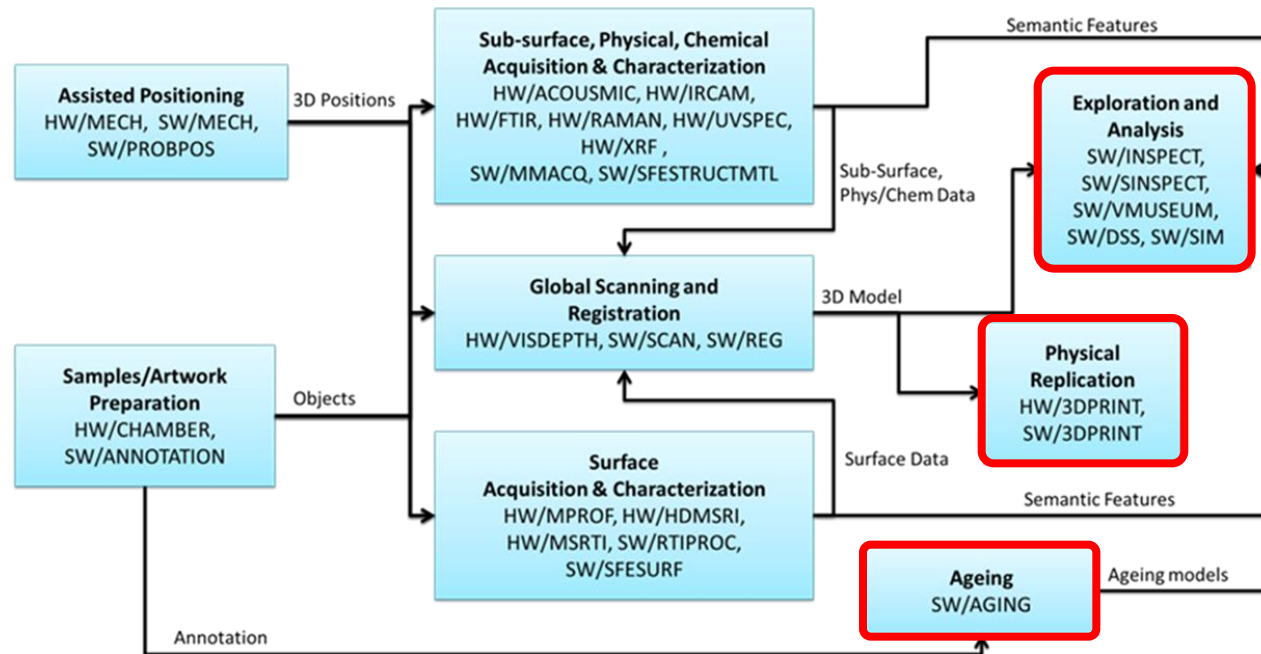 Assisted Positioning
HW/MECH, SW/MECH,
SW/PROBPOS
3D Positions
Sub-surface, Physical, Chemical
Acquisition & Characterization
HW/ACOUSMIC, HW/IRCAM,
HW/FTIR, HW/RAMAN, HW/UVSPEC,
HW/XRF ,
SW/MMACQ, SW/SFESTRUCTMTL
Semantic Features
Exploration and
Analysis
SW/INSPECT,
SW/SINSPECT,
SW/VMUSEUM,
SW/DSS, SW/SIM
Sub-Surface,
Phys/Chem Data
Global Scanning and
Registration
HW/VISDEPTH, SW/SCAN, SW/REG
3D Model
Physical
Replication
HW/3DPRINT,
SW/3DPRINT
Samples/Artwork
Preparation
HW/CHAMBER,
SW/ANNOTATION
Objects
Surface
Acquisition & Characterization
HW/MPROF, HW/HDMSRI,
HW/MSRTI, SW/RTIPROC,
SW/SFESURF
Surface Data
Semantic Features
Ageing
SW/AGING
Ageing models
Annotation